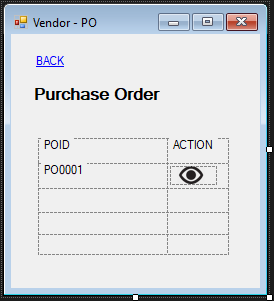 Vendor - PO
BACK
Purchase Order
POID ACTION
PO0001